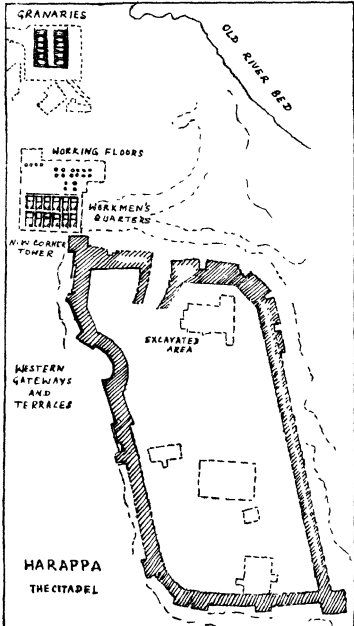 GRANARIES
OLD RIVER BED
WORKING FLOORS
WORKMEN'S
QUARTERS
N.W CORNER
TOWER
EXCAVATED
AREA
WESTERN
GATEWAYS
AND
TERRACES
HARAPPA
THE CITADEL